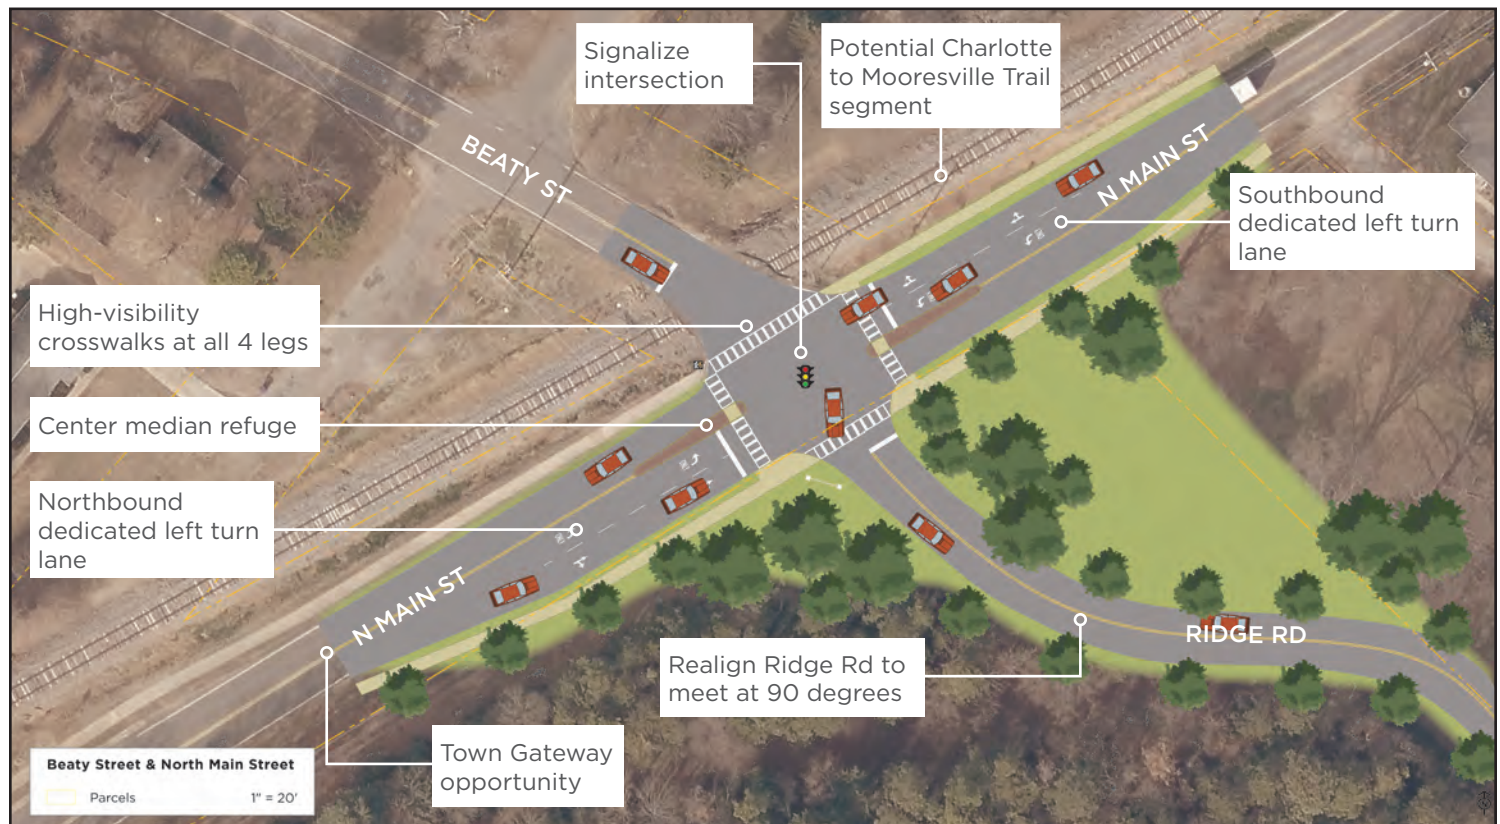 Signalize
intersection
Potential Charlotte
to Mooresville Trail
segment
BEATY ST
N MAIN ST
Southbound
dedicated left turn
lane
High-visibility
crosswalks at all 4 legs
Center median refuge
Northbound
dedicated left turn
lane
N MAIN ST
RIDGE RD
Realign Ridge Rd to
meet at 90 degrees
Town Gateway
opportunity
Beaty Street & North Main Street
Parcels 1" = 20'